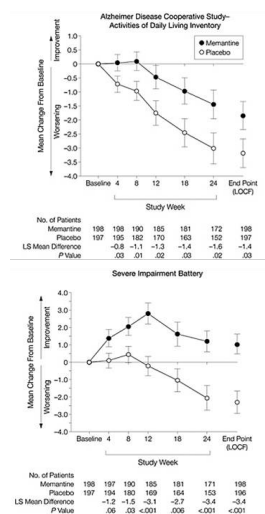 Alzheimer Disease Cooperative Study–
Activities of Daily Living Inventory
Mean Change From Baseline
Worsening
Improvement
1.0
0.5
0
−0.5
−1.0
−1.5
−2.0
−2.5
−3.0
−3.5
−4.0
Memantine
Placebo
Baseline 4 8 12 18 24 End Point
(LOCF)
Study Week
No. of Patients
Memantine 198 198 190 185 181 172 198
Placebo 197 195 182 170 163 152 197
LS Mean Difference −0.8 −1.1 −1.3 −1.4 −1.6 −1.4
P Value .03 .01 .02 .03 .02 .03
Severe Impairment Battery
Mean Change From Baseline
Worsening
Improvement
4.0
3.0
2.0
1.0
0
−1.0
−2.0
−3.0
−4.0
Baseline 4 8 12 18 24 End Point
(LOCF)
Study Week
No. of Patients
Memantine 198 197 190 185 181 171 198
Placebo 197 194 180 169 164 153 196
LS Mean Difference −1.2 −1.5 −3.1 −2.7 −3.4 −3.4
P Value .06 .03 <.001 .006 <.001 <.001